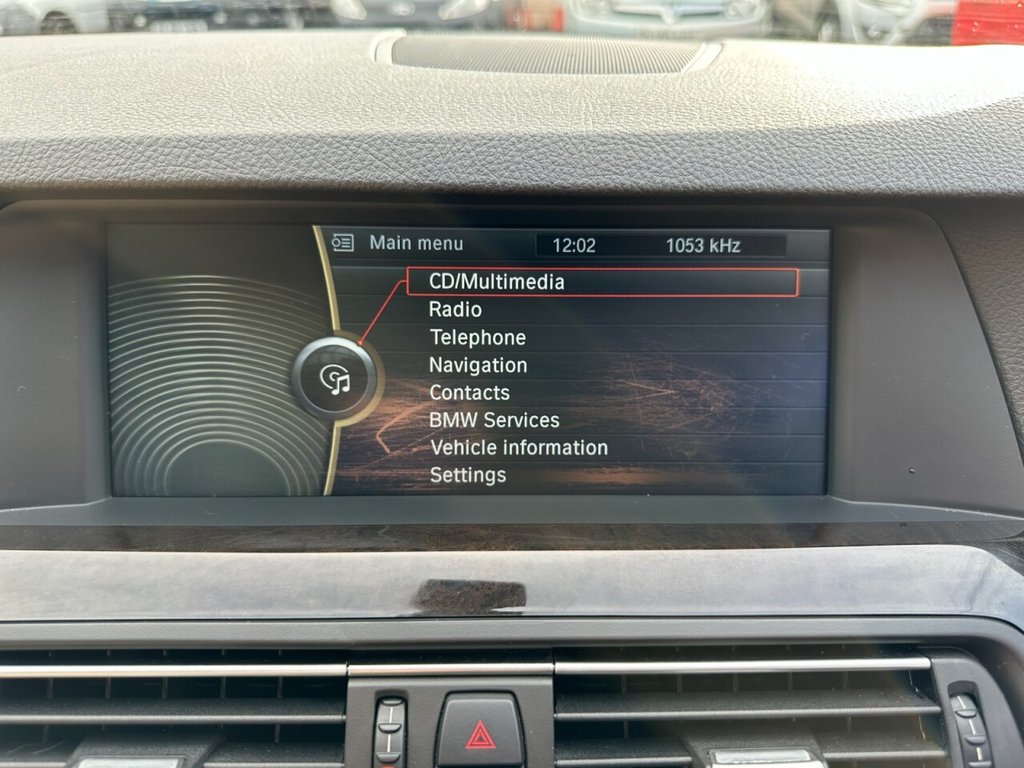 Main menu 12:02 1053 kHz
CD/Multimedia
Radio
Telephone
Navigation
Contacts
BMW Services
Vehicle information
Settings